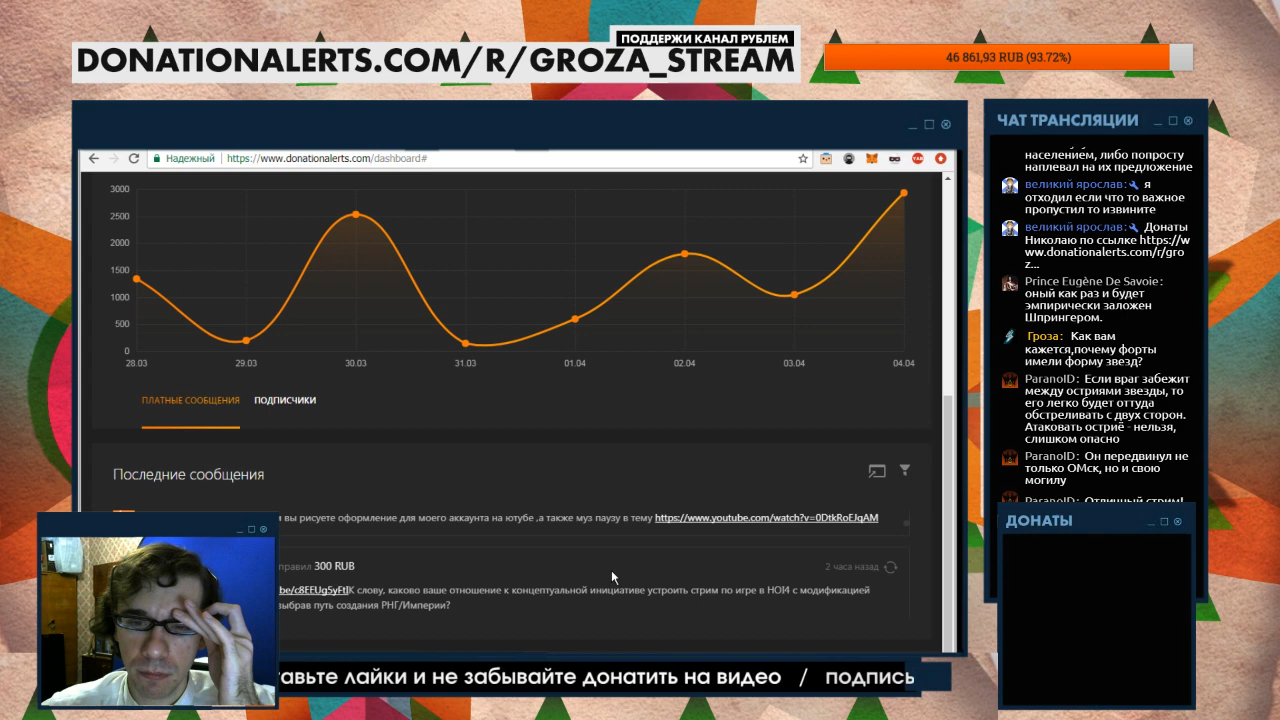 ПОДДЕРЖИ КАНАЛ РУБЛЕМ
DONATIONALERTS.COM/R/GROZA_STREAM
46 861,93 RUB (93.72%)
Надежный
https://www.donationalerts.com/dashboard#
3000
2500
2000
1500
1000
500
0
28.03 29.03 30.03 31.03 01.04 02.04 03.04 04.04
ПЛАТНЫЕ СООБЩЕНИЯ ПОДПИСЧИКИ
Последние сообщения
вы рисуете оформление для моего аккаунта на ютубе ,а также муз паузу в тему https://www.youtube.com/watch?v=0DtkRoEJqAM
правил 300 RUB
2 часа назад
be/c8EEUg5yFtIК слову, каково ваше отношение к концептуальной инициативе устроить стрим по игре в HOI4 с модификацией
выбрав путь создания РНГ/Империи?
ЧАТ ТРАНСЛЯЦИИ
населением, либо попросту
наплевал на их предложение
великий ярослав: я
отходил если что то важное
пропустил то извините
великий ярослав: Донаты
Николаю по ссылке https://w
ww.donationalerts.com/r/gro
z...
Prince Eugène De Savoie:
оный как раз и будет
эмпирически заложен
Шпрингером.
Гроза: Как вам
кажется,почему форты
имели форму звезд?
ParanoID: Если враг забежит
между остриями звезды, то
его легко будет оттуда
обстреливать с двух сторон.
Атаковать остриё - нельзя,
слишком опасно
ParanoID: Он передвинул не
только ОМск, но и свою
могилу
ParanoID: Отличный стрим!
ДОНАТЫ
тавьте лайки и не забывайте донатить на видео / подпись